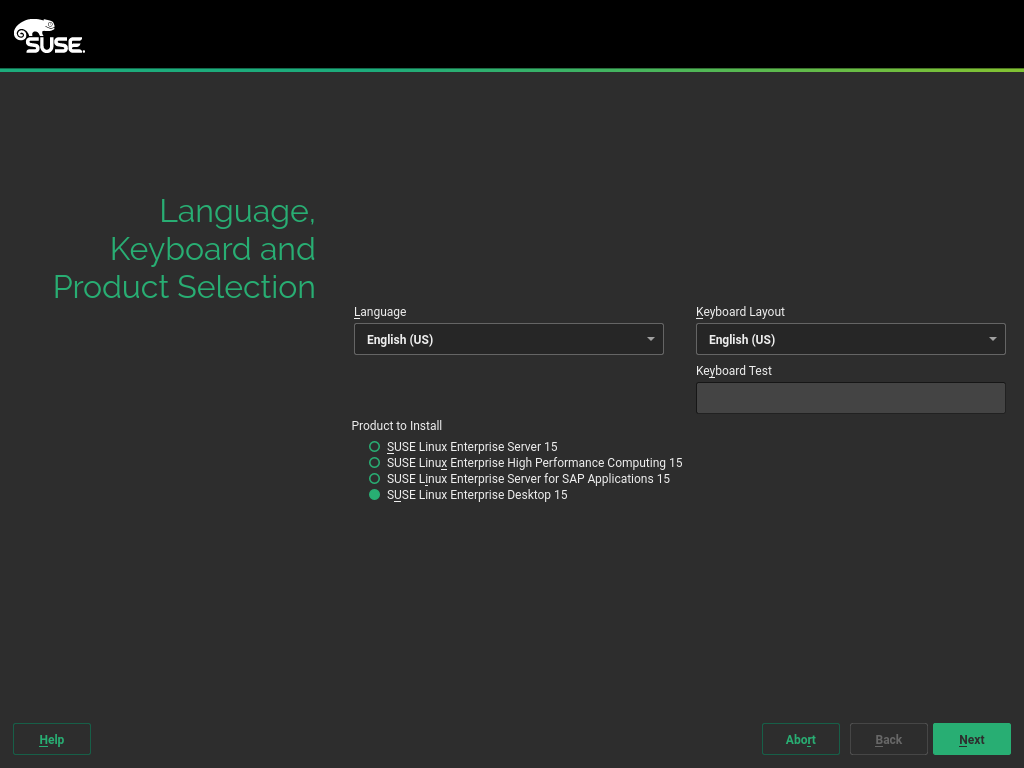 SUSE.
Language,
Keyboard and
Product Selection
Language
Keyboard Layout
English (US)
English (US)
Keyboard Test
Product to Install
SUSE Linux Enterprise Server 15
SUSE Linux Enterprise High Performance Computing 15
SUSE Linux Enterprise Server for SAP Applications 15
SUSE Linux Enterprise Desktop 15
Help
Abort
Back
Next